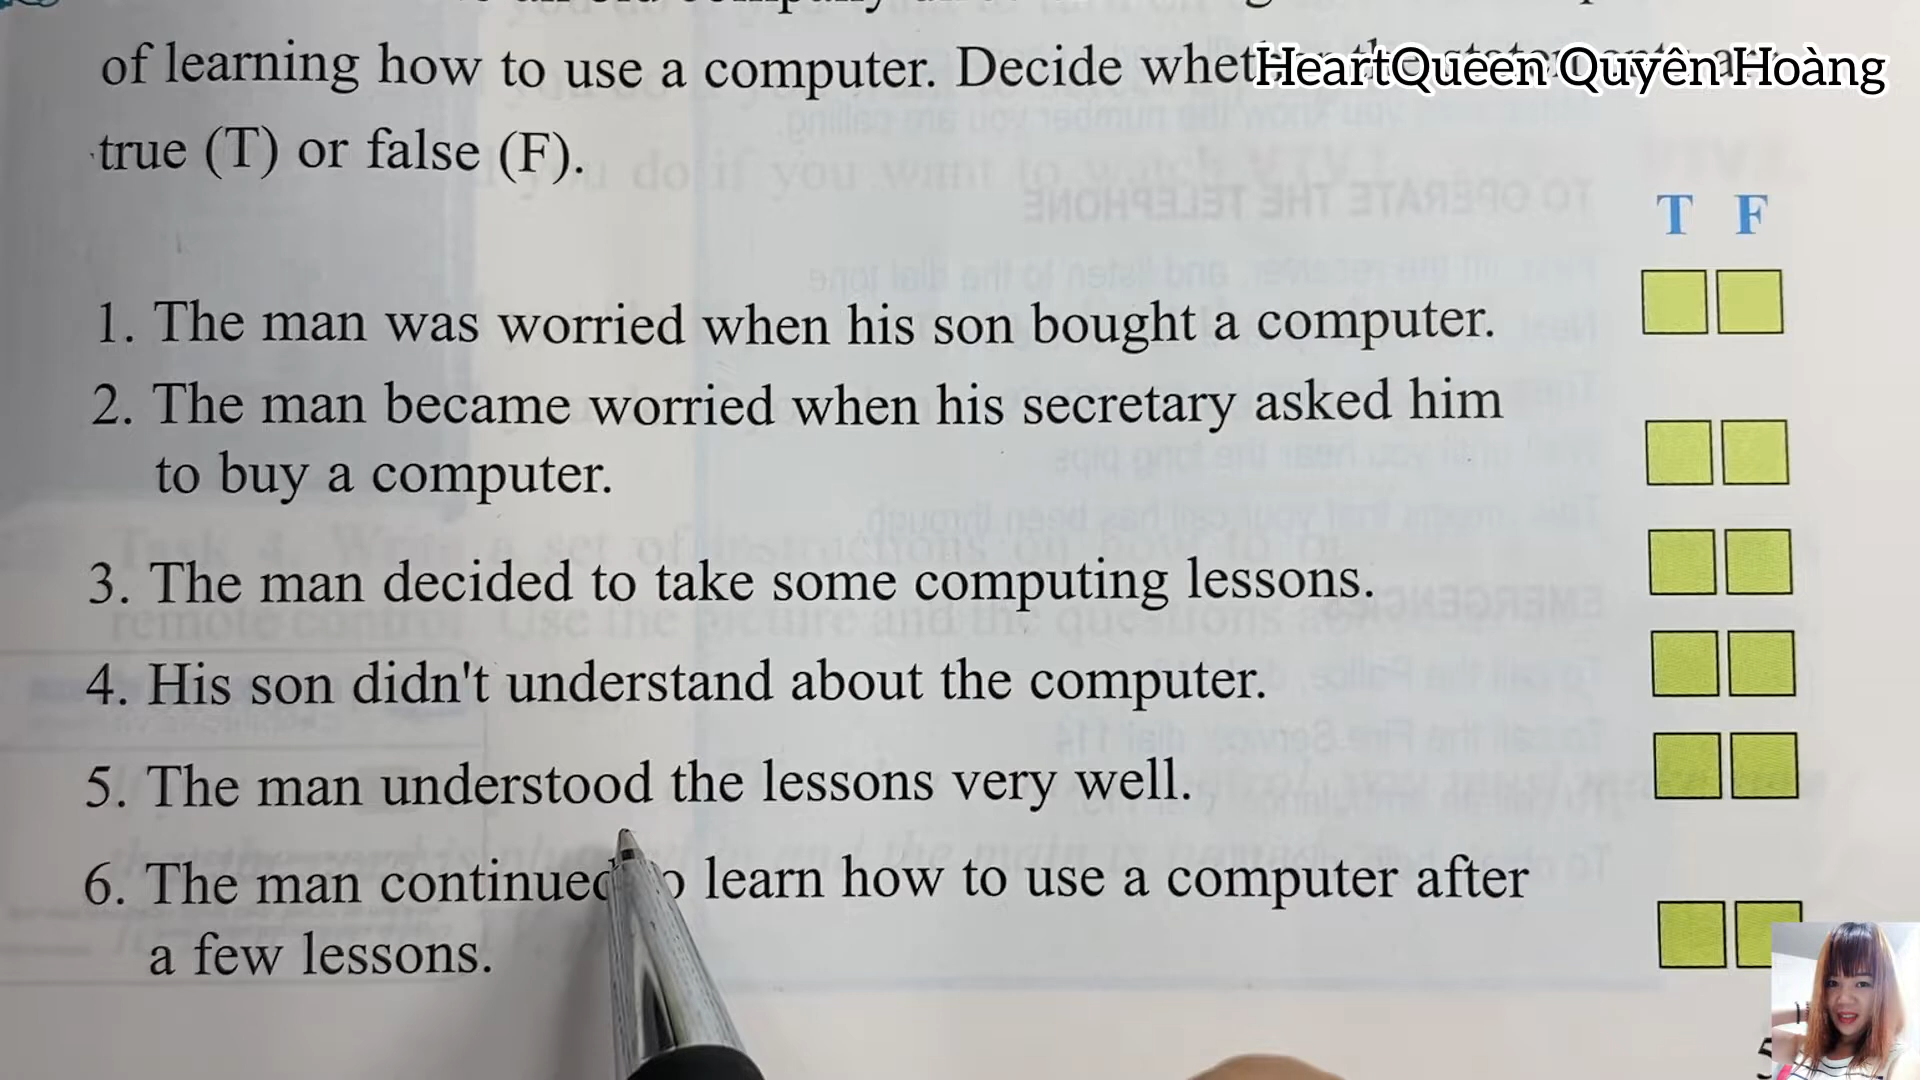 of learning how to use a computer. Decide
HeartQueen Quyên Hoàng
true (T) or false (F).
T F
1. The man was worried when his son bought a computer.
2. The man became worried when his secretary asked him
to buy a computer.
3. The man decided to take some computing lessons.
4. His son didn't understand about the computer.
5. The man understood the lessons very well.
6. The man continued learn how to use a computer after
a few lessons.